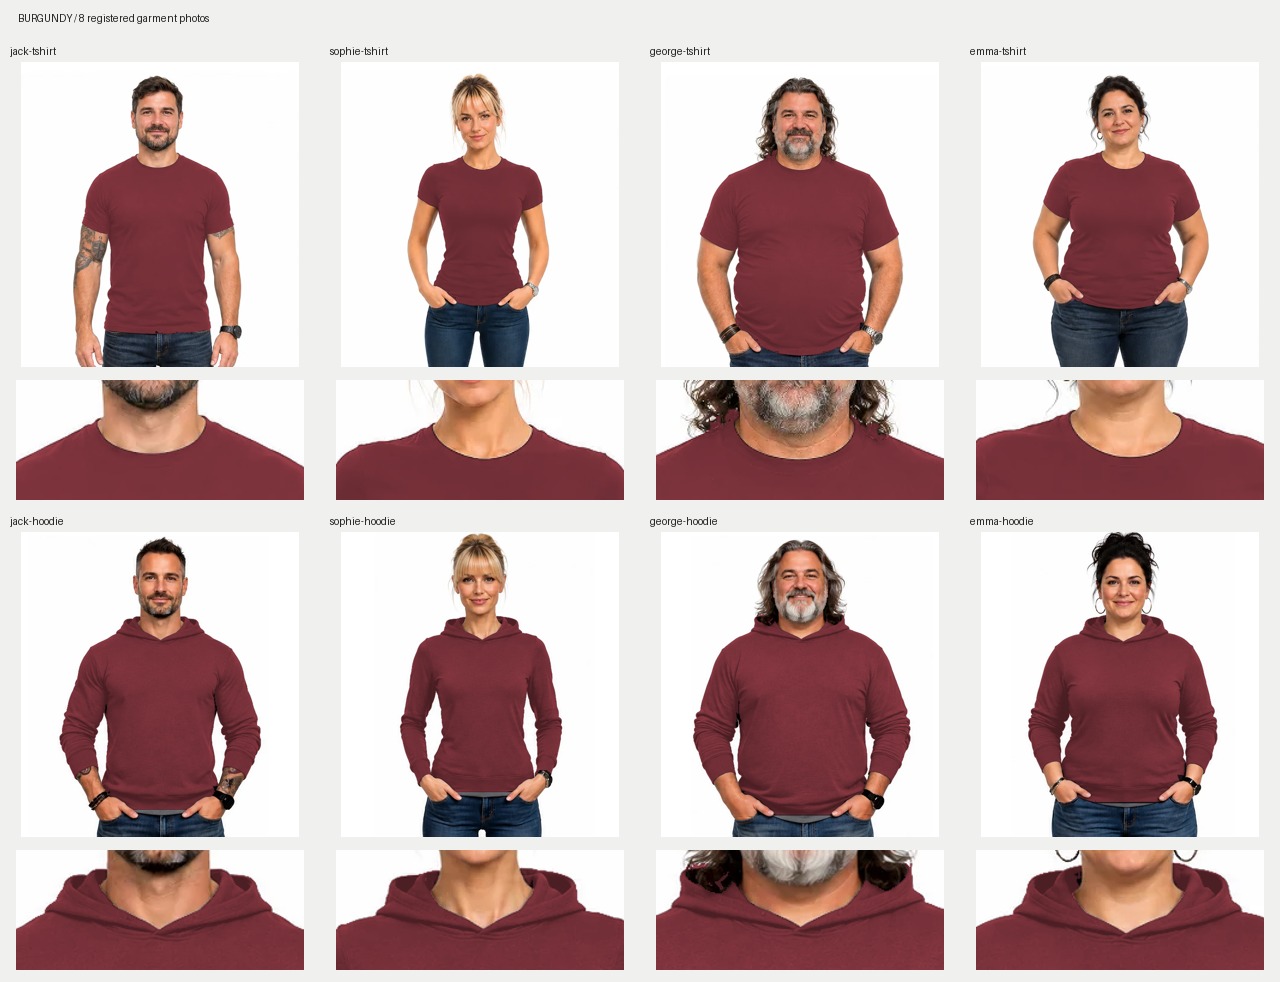 BURGUNDY / 8 registered garment photos
jack-tshirt
sophie-tshirt
george-tshirt
emma-tshirt
jack-hoodie
sophie-hoodie
george-hoodie
emma-hoodie